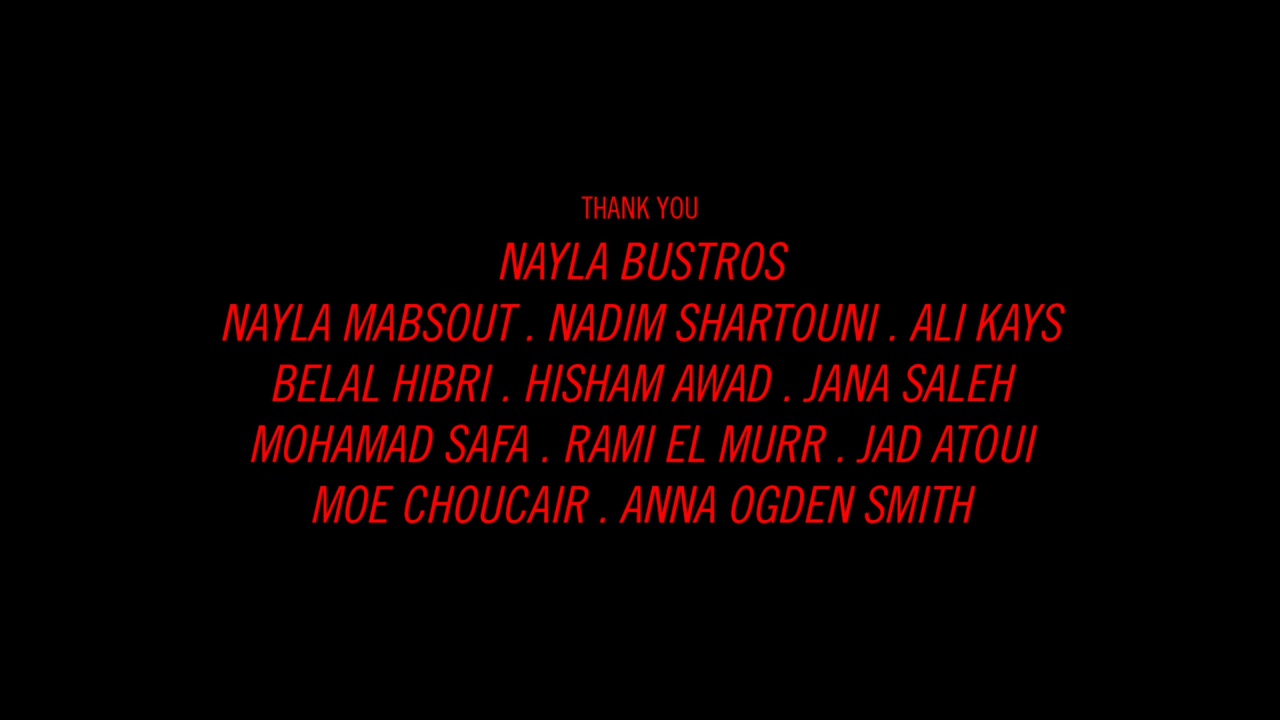 THANK YOU
NAYLA BUSTROS
NAYLA MABSOUT . NADIM SHARTOUNI . ALI KAYS
BELAL HIBRI . HISHAM AWAD . JANA SALEH
MOHAMAD SAFA . RAMI EL MURR . JAD ATOUI
MOE CHOUCAIR . ANNA OGDEN SMITH